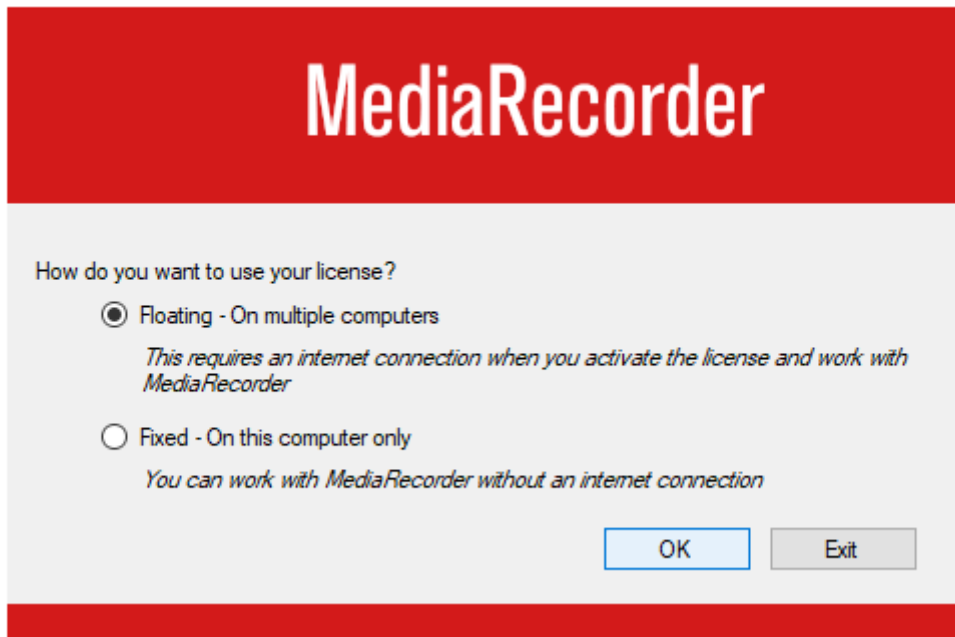 MediaRecorder
How do you want to use your license?
Floating - On multiple computers
This requires an internet connection when you activate the license and work with
MediaRecorder
Fixed - On this computer only
You can work with MediaRecorder without an internet connection
OK
Exit